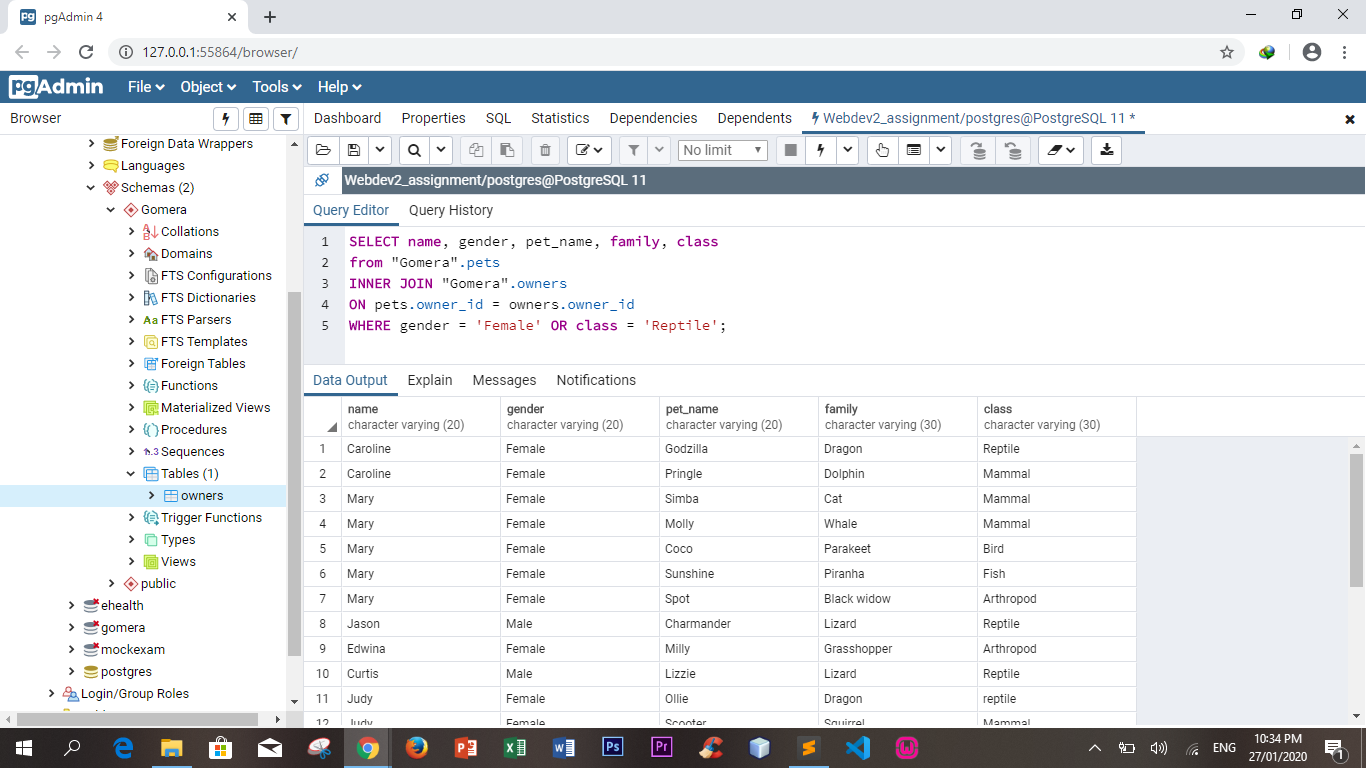 pgAdmin 4
127.0.0.1:55864/browser/
pgAdmin File Object Tools Help
Browser
Dashboard Properties SQL Statistics Dependencies Dependents Webdev2_assignment/postgres@PostgreSQL 11 *
Foreign Data Wrappers
Languages
Schemas (2)
Gomera
Collations
Domains
FTS Configurations
FTS Dictionaries
FTS Parsers
FTS Templates
Foreign Tables
Functions
Materialized Views
Procedures
1..3 Sequences
Tables (1)
owners
Trigger Functions
Types
Views
public
ehealth
gomera
mockexam
postgres
Login/Group Roles
No limit
Webdev2_assignment/postgres@PostgreSQL 11
Query Editor Query History
1 SELECT name, gender, pet_name, family, class
2 from "Gomera".pets
3 INNER JOIN "Gomera".owners
4 ON pets.owner_id = owners.owner_id
5 WHERE gender = 'Female' OR class = 'Reptile';
Data Output Explain Messages Notifications
name gender pet_name family class
character varying (20) character varying (20) character varying (20) character varying (30) character varying (30)
1 Caroline Female Godzilla Dragon Reptile
2 Caroline Female Pringle Dolphin Mammal
3 Mary Female Simba Cat Mammal
4 Mary Female Molly Whale Mammal
5 Mary Female Coco Parakeet Bird
6 Mary Female Sunshine Piranha Fish
7 Mary Female Spot Black widow Arthropod
8 Jason Male Charmander Lizard Reptile
9 Edwina Female Milly Grasshopper Arthropod
10 Curtis Male Lizzie Lizard Reptile
11 Judy Female Ollie Dragon reptile
12 Judy Female Scooter Squirrel Mammal
ENG
10:34 PM
27/01/2020
1